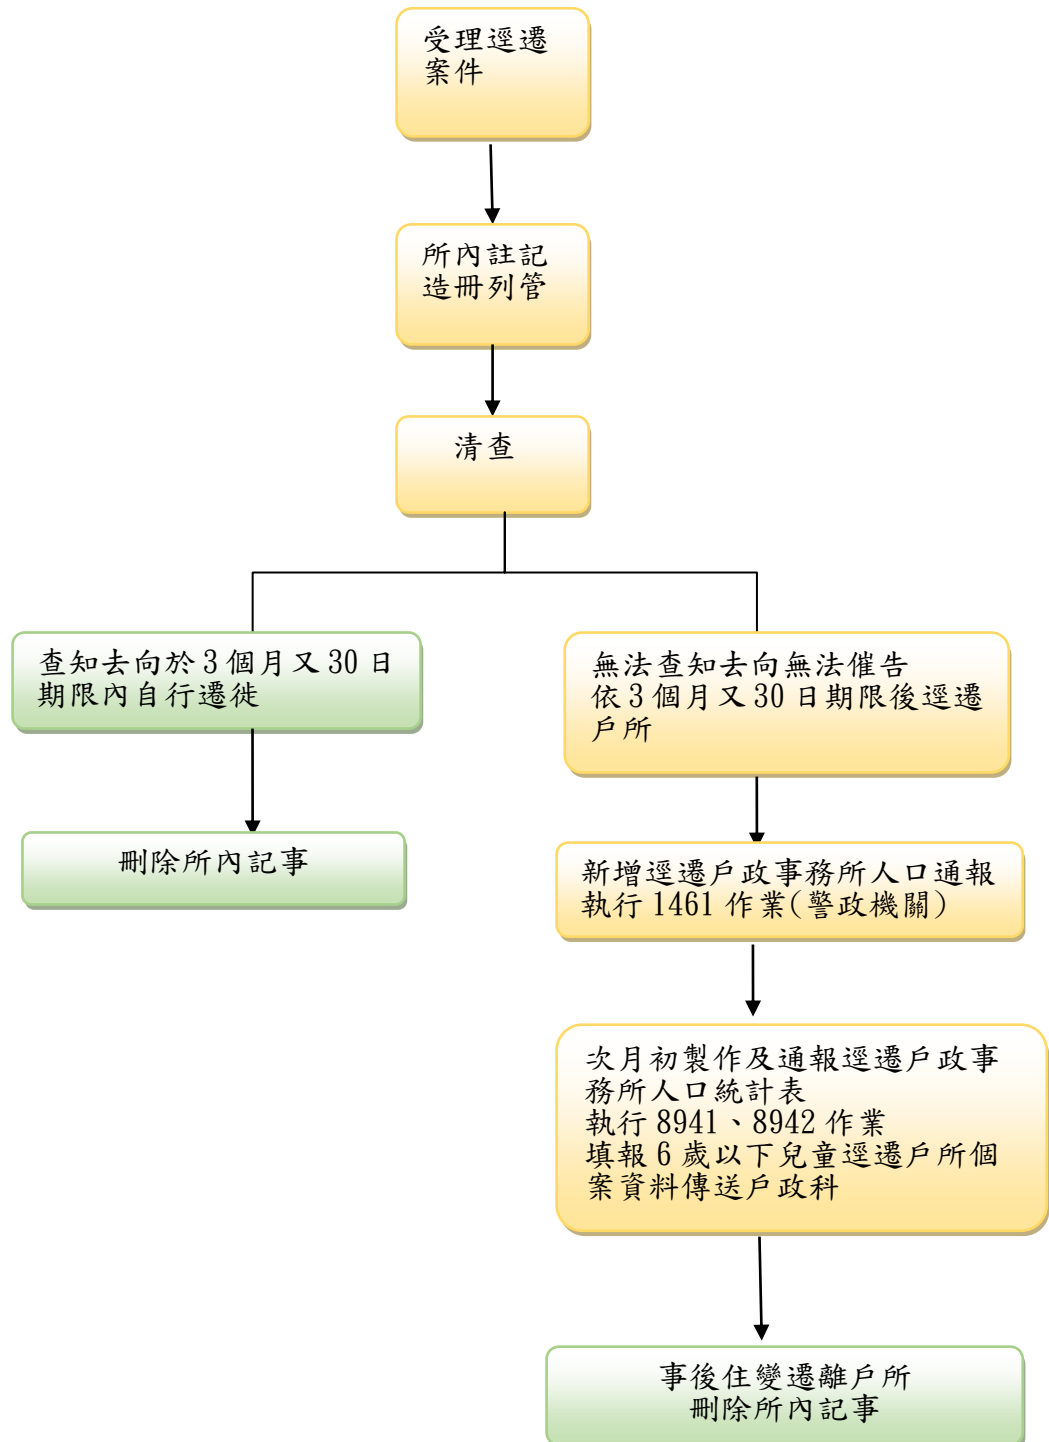 受理逕遷
案件
所內註記
造冊列管
清查
查知去向於3個月又30日
期限內自行遷徙
無法查知去向無法催告
依3個月又30日期限後逕遷
戶所
刪除所內記事
新增逕遷戶政事務所人口通報
執行1461作業(警政機關)
次月初製作及通報逕遷戶政事
務所人口統計表
執行8941、8942作業
填報6歲以下兒童逕遷戶所個
案資料傳送戶政科
事後住變遷離戶所
刪除所內記事